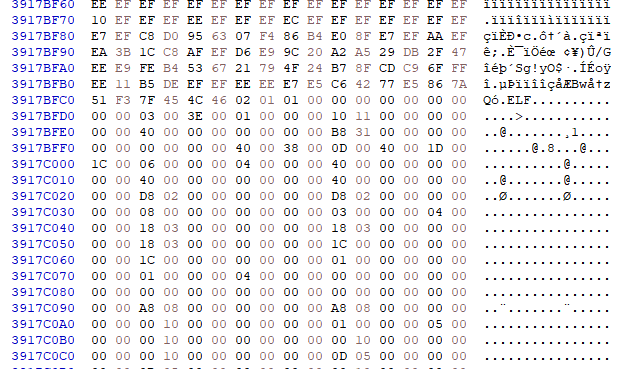 3917BF60 EE EF EF EF EF EF EF EF EF EF EF EF EF EF EF EF îïïïïïïïïïïïïïïï
3917BF70 10 EF EF EF EE EF EF EF EC EF EF EF EF EF EF EF .ïïïîïïïìïïïïïïï
3917BF80 E7 EF C8 D0 95 63 07 F4 86 B4 E0 8F E7 EF AA EF çïÈÐ•c.ô†´à.çïªï
3917BF90 EA 3B 1C C8 AF EF D6 E9 9C 20 A2 A5 29 DB 2F 47 ê;.È¯ïÖéœ ¢¥)Û/G
3917BFA0 EE E9 FE B4 53 67 21 79 4F 24 B7 8F CD DC 96 6F FF
3917BFB0 EE 11 B5 DE EF EF EE EE E7 E5 C6 42 77 E5 86 7A î.µÞïïîîçåÆBwå†z
3917BFC0 51 F3 7F 45 4C 46 02 01 01 00 00 00 00 00 00 00 Qó.ELF..........
3917BFD0 00 00 03 00 3E 00 01 00 00 00 10 11 00 00 00 00 ....>...........
3917BFE0 00 00 40 00 00 00 00 00 00 00 B8 31 00 00 00 00 ..@.......¸1....
3917BFF0 00 00 00 00 00 00 40 00 38 00 0D 00 40 00 1D 00 ......@.8...@...
3917C000 1C 00 06 00 00 00 04 00 00 00 40 00 00 00 00 00 ..........@.....
3917C010 00 00 40 00 00 00 00 00 00 00 40 00 00 00 00 00 ..@.......@.....
3917C020 00 00 D8 02 00 00 00 00 00 00 D8 02 00 00 00 00 ..Ø.......Ø.....
3917C030 00 00 08 00 00 00 00 00 00 00 03 00 00 00 04 00 ................
3917C040 00 00 18 03 00 00 00 00 00 00 18 03 00 00 00 00 ................
3917C050 00 00 18 03 00 00 00 00 00 00 1C 00 00 00 00 00 ................
3917C060 00 00 1C 00 00 00 00 00 00 00 01 00 00 00 00 00 ................
3917C070 00 00 01 00 00 00 04 00 00 00 00 00 00 00 00 00 ................
3917C080 00 00 00 00 00 00 00 00 00 00 00 00 00 00 00 00 ................
3917C090 00 00 A8 08 00 00 00 00 00 00 A8 08 00 00 00 00 ..¨.......¨.....
3917C0A0 00 00 00 10 00 00 00 00 00 00 01 00 00 00 05 00 ................
3917C0B0 00 00 00 10 00 00 00 00 00 00 00 10 00 00 00 00 ................
3917C0C0 00 00 00 10 00 00 00 00 00 00 0D 05 00 00 00 00 ................